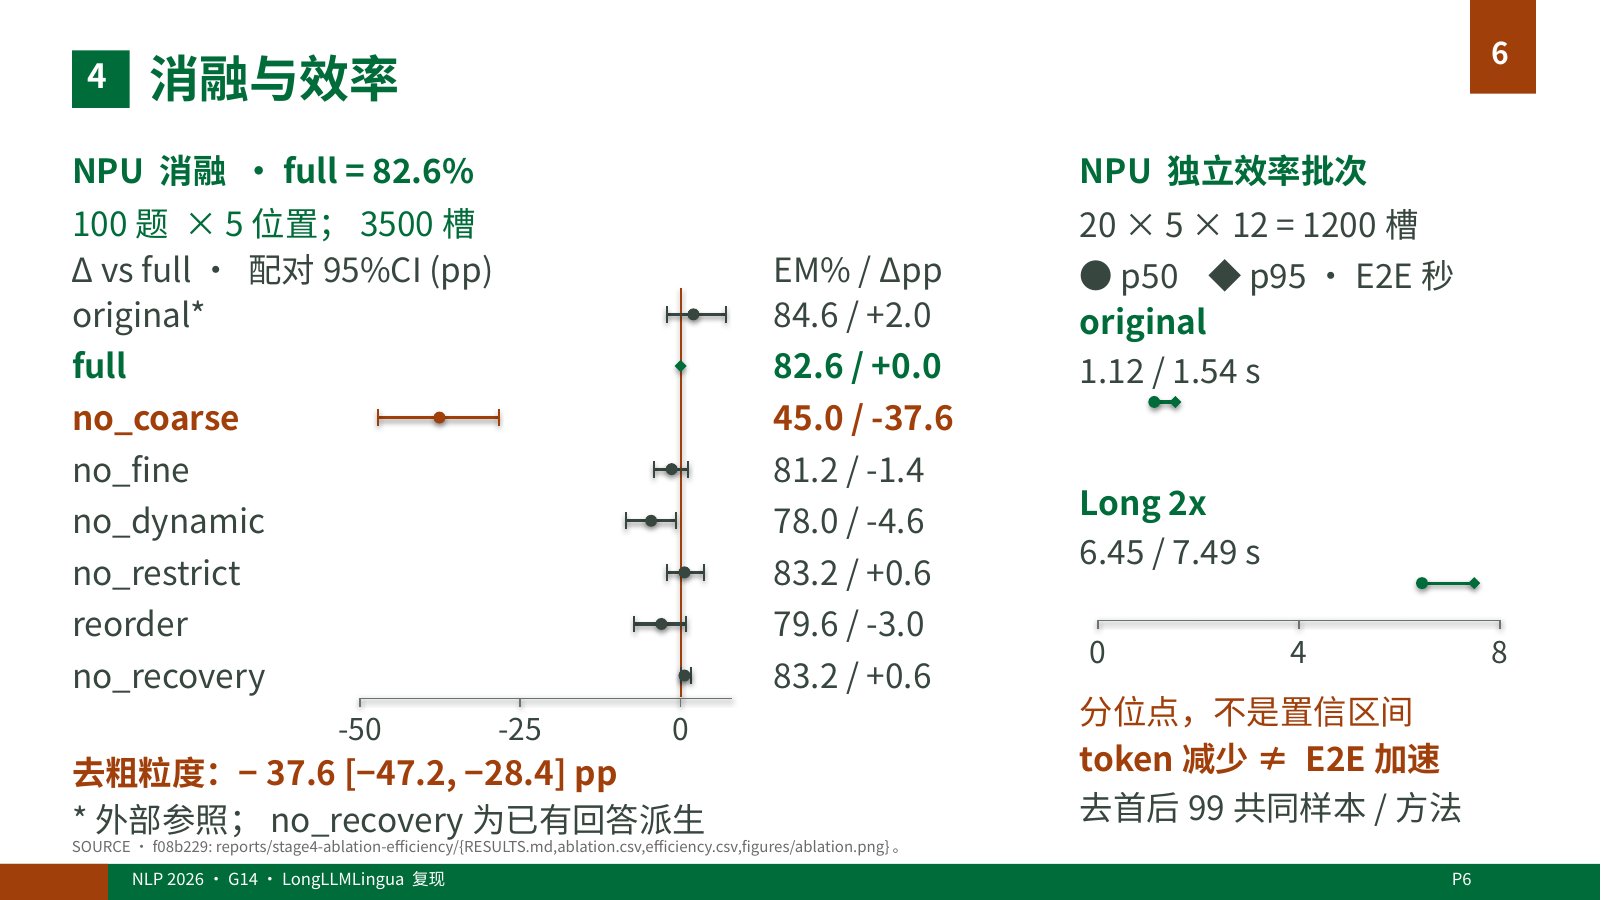 6
4 消融与效率
NPU 消融 · full = 82.6%
100 题 × 5 位置； 3500 槽
Δ vs full · 配对 95%CI (pp)
EM% / Δpp
original*
84.6 / +2.0
full
82.6 / +0.0
no_coarse
45.0 / -37.6
no_fine
81.2 / -1.4
no_dynamic
78.0 / -4.6
no_restrict
83.2 / +0.6
reorder
79.6 / -3.0
no_recovery
83.2 / +0.6
-50 -25 0
去粗粒度：− 37.6 [−47.2, −28.4] pp
* 外部参照； no_recovery 为已有回答派生
NPU 独立效率批次
20 × 5 × 12 = 1200 槽
● p50 ◆ p95 · E2E 秒
original
1.12 / 1.54 s
Long 2x
6.45 / 7.49 s
0 4 8
分位点，不是置信区间
token 减少 ≠ E2E 加速
去首后 99 共同样本 / 方法
SOURCE · f08b229: reports/stage4-ablation-efficiency/{RESULTS.md,ablation.csv,efficiency.csv,figures/ablation.png}。
NLP 2026 · G14 · LongLLMLingua 复现
P6